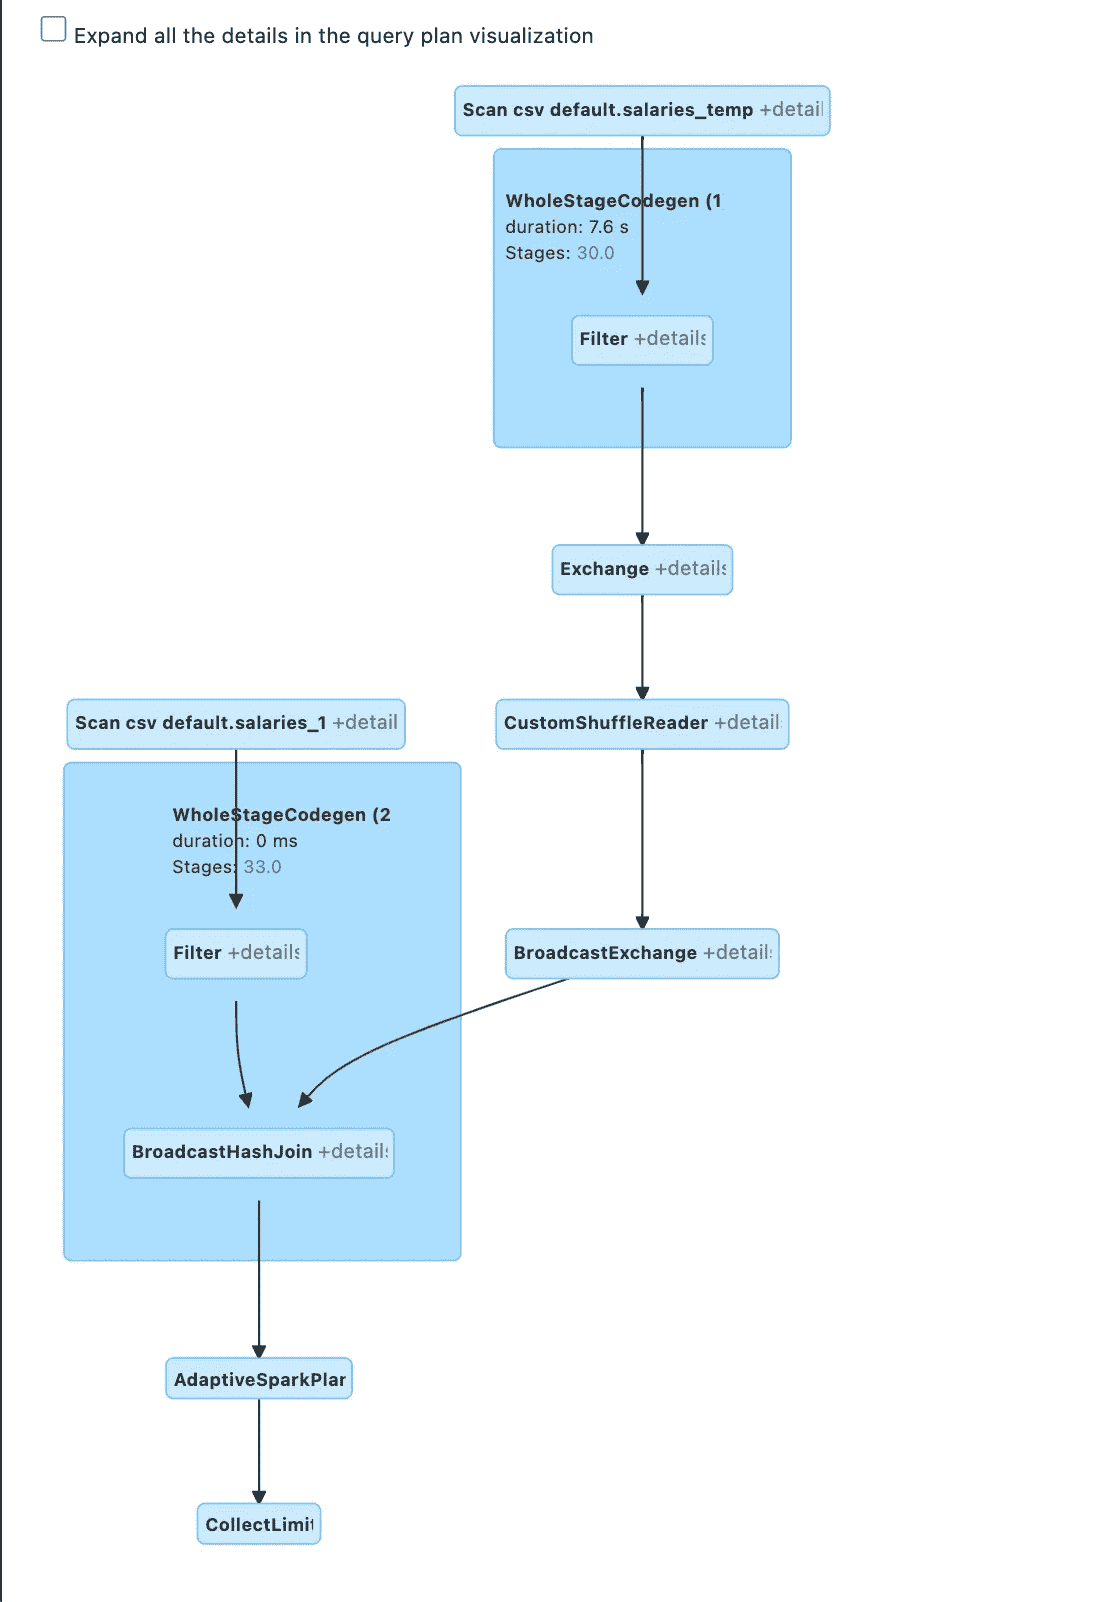 Expand all the details in the query plan visualization
Scan csv default.salaries_temp +detail
WholeStageCodegen (1
duration: 7.6 s
Stages: 30.0
Filter +details
Exchange +details
Scan csv default.salaries_1 +detail
CustomShuffleReader +detail
WholeStageCodegen (2
duration: 0 ms
Stages: 33.0
Filter +details
BroadcastExchange +details
BroadcastHashJoin +details
AdaptiveSparkPlan
CollectLimit